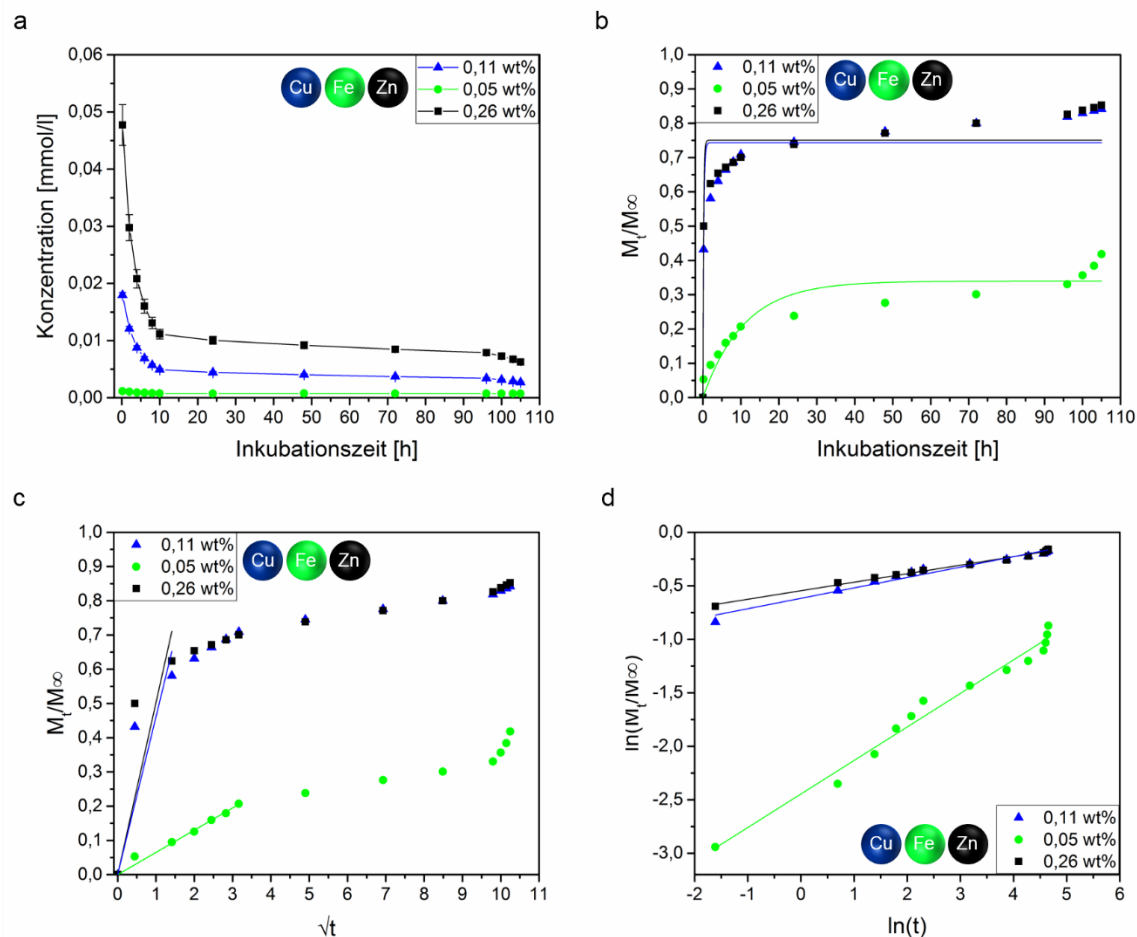 a
0,06
0,05
0,04
0,03
0,02
0,01
0,00
Konzentration [mmol/l]
Cu Fe Zn
0,11 wt%
0,05 wt%
0,26 wt%
0 10 20 30 40 50 60 70 80 90 100 110
Inkubationszeit [h]
b
1,0
0,9
0,8
0,7
0,6
0,5
0,4
0,3
0,2
0,1
0,0
Mt/M∞
0,11 wt%
0,05 wt%
0,26 wt%
Cu Fe Zn
0 10 20 30 40 50 60 70 80 90 100 110
Inkubationszeit [h]
c
1,0
0,9
0,8
0,7
0,6
0,5
0,4
0,3
0,2
0,1
0,0
Mt/M∞
0,11 wt%
0,05 wt%
0,26 wt%
Cu Fe Zn
0 1 2 3 4 5 6 7 8 9 10 11
√t
d
0,0
-0,5
-1,0
-1,5
-2,0
-2,5
-3,0
ln(Mt/M∞)
Cu Fe Zn
0,11 wt%
0,05 wt%
0,26 wt%
-2 -1 0 1 2 3 4 5 6
ln(t)